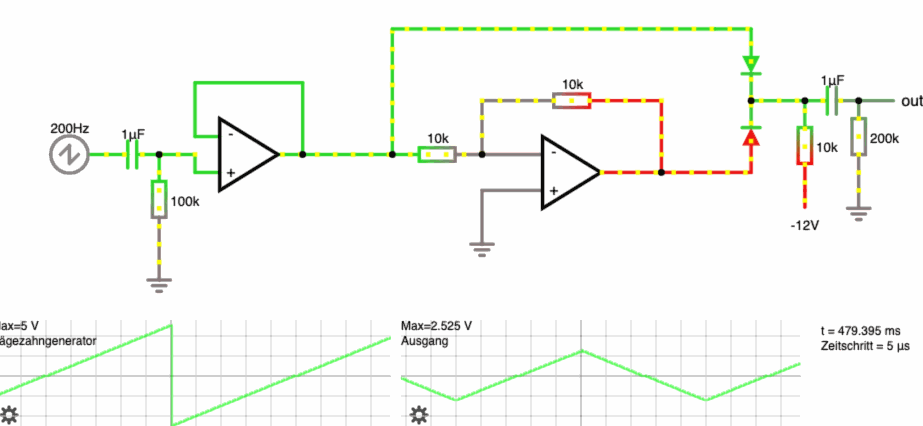 200Hz
1µF
100k
-
+
10k
10k
-
+
1µF
out
10k
200k
-12V
ax=5 V
ägezahngenerator
Max=2.525 V
Ausgang
t = 479.395 ms
Zeitschritt = 5 µs